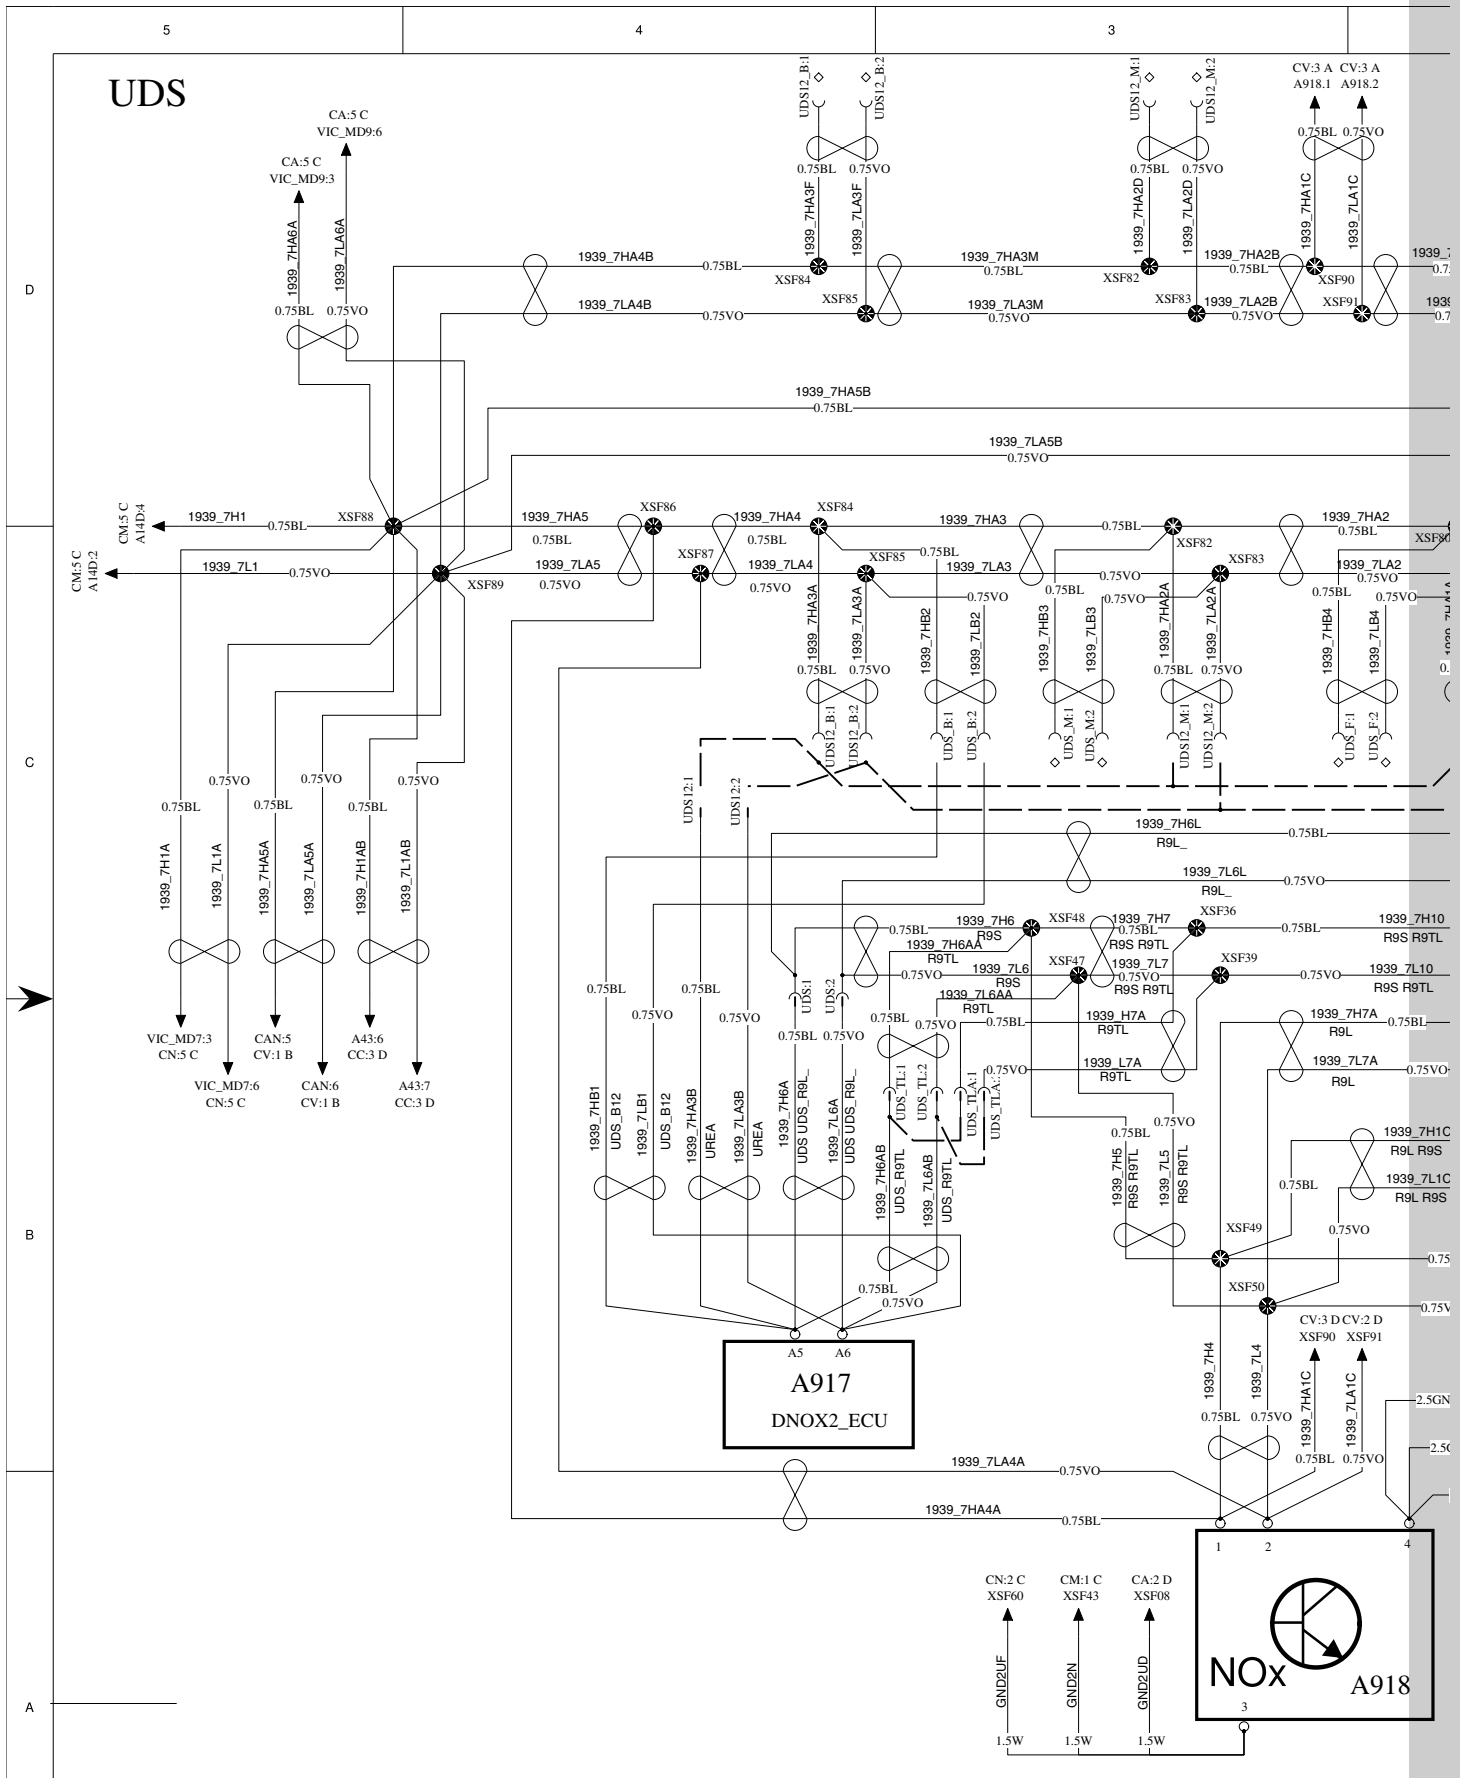 5
4
3
UDS
CA:5 C
VIC_MD9:6
CA:5 C
VIC_MD9:3
UDS12_B:1
UDS12_B:2
UDS12_M:1
UDS12_M:2
CV:3 A
A918.1
CV:3 A
A918.2
0.75BL
0.75VO
0.75BL
0.75VO
0.75BL
0.75VO
1939_7HA3F
1939_7LA3F
1939_7HA2D
1939_7LA2D
1939_7HA1C
1939_7LA1C
1939_7HA6A
1939_7LA6A
D
1939_7HA4B
0.75BL
XSF84
1939_7HA3M
0.75BL
XSF82
1939_7HA2B
0.75BL
XSF90
1939_7LA4B
0.75VO
XSF85
1939_7LA3M
0.75VO
XSF83
1939_7LA2B
0.75VO
XSF91
0.75BL
0.75VO
1939_7HA5B
0.75BL
1939_7LA5B
0.75VO
CM:5 C
A14D:4
1939_7H1
0.75BL
XSF88
1939_7HA5
0.75BL
XSF86
1939_7HA4
0.75BL
XSF84
1939_7HA3
0.75BL
XSF82
1939_7HA2
0.75BL
XSF80
CM:5 C
A14D:2
1939_7L1
0.75VO
XSF89
1939_7LA5
0.75VO
XSF87
1939_7LA4
0.75VO
XSF85
0.75BL
1939_7LA3
0.75VO
XSF83
1939_7LA2
0.75VO
1939_7HA3A
1939_7LA3A
1939_7HB2
0.75VO
1939_7LB2
1939_7HB3
0.75BL
1939_7LB3
0.75VO
1939_7HA2A
1939_7LA2A
1939_7HB4
0.75BL
1939_7LB4
0.75VO
0.75BL
0.75VO
0.75BL
0.75VO
UDS12_B:1
UDS12_B:2
UDS_B:1
UDS_B:2
UDS_M:1
UDS_M:2
UDS12_M:1
UDS12_M:2
UDS_F:1
UDS_F:2
C
UDS12:1
UDS12:2
0.75BL
0.75VO
0.75BL
0.75VO
0.75BL
0.75VO
1939_7H1A
1939_7L1A
1939_7HA5A
1939_7LA5A
1939_7H1AB
1939_7L1AB
1939_7H6L
R9L_
0.75BL
1939_7L6L
R9L_
0.75VO
0.75BL
1939_7H6
R9S
XSF48
1939_7H7
0.75BL
R9S R9TL
XSF36
0.75BL
1939_7H10
R9S R9TL
1939_7H6AA
R9TL
0.75VO
1939_7L6
R9S
XSF47
1939_7L7
0.75VO
R9S R9TL
XSF39
0.75VO
1939_7L10
R9S R9TL
1939_7L6AA
R9TL
VIC_MD7:3
CN:5 C
VIC_MD7:6
CN:5 C
CAN:5
CV:1 B
CAN:6
CV:1 B
A43:6
CC:3 D
A43:7
CC:3 D
0.75BL
0.75VO
0.75BL
0.75VO
UDS:1
UDS:2
0.75BL
0.75VO
0.75BL
0.75VO
0.75BL
1939_H7A
R9TL
1939_7H7A
R9L
0.75BL
0.75VO
1939_L7A
R9TL
1939_7L7A
R9L
0.75VO
UDS_TL:1
UDS_TL:2
UDS_TLA:1
1939_7HB1
UDS_B12
1939_7LB1
UDS_B12
1939_7HA3B
UREA
1939_7LA3B
UREA
1939_7H6A
UDS UDS_R9L_
1939_7L6A
UDS UDS_R9L_
1939_7H6AB
UDS_R9TL
1939_7L6AB
UDS_R9TL
0.75BL
0.75VO
1939_7H5
R9S R9TL
1939_7L5
R9S R9TL
1939_7H1C
R9L R9S
0.75BL
1939_7L1C
R9L R9S
0.75VO
B
XSF49
XSF50
0.75BL
0.75VO
A5
A6
A917
DNOX2_ECU
CV:3 D
XSF90
CV:2 D
XSF91
1939_7H4
1939_7L4
1939_7HA1C
1939_7LA1C
0.75BL
0.75VO
0.75BL
0.75VO
2.5GN
1939_7LA4A
0.75VO
1939_7HA4A
0.75BL
1
2
4
CN:2 C
XSF60
CM:1 C
XSF43
CA:2 D
XSF08
GND2UF
GND2N
GND2UD
NOx
A918
A
3
1.5W
1.5W
1.5W